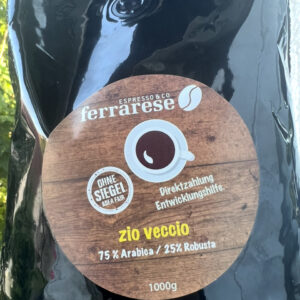 ESPRESSO & CO
ferrarese
OHNE
SIEGEL
ABER FAIR
Direktzahlung
Entwicklungshilfe
zio veccio
75 % Arabica / 25% Robusta
1000g